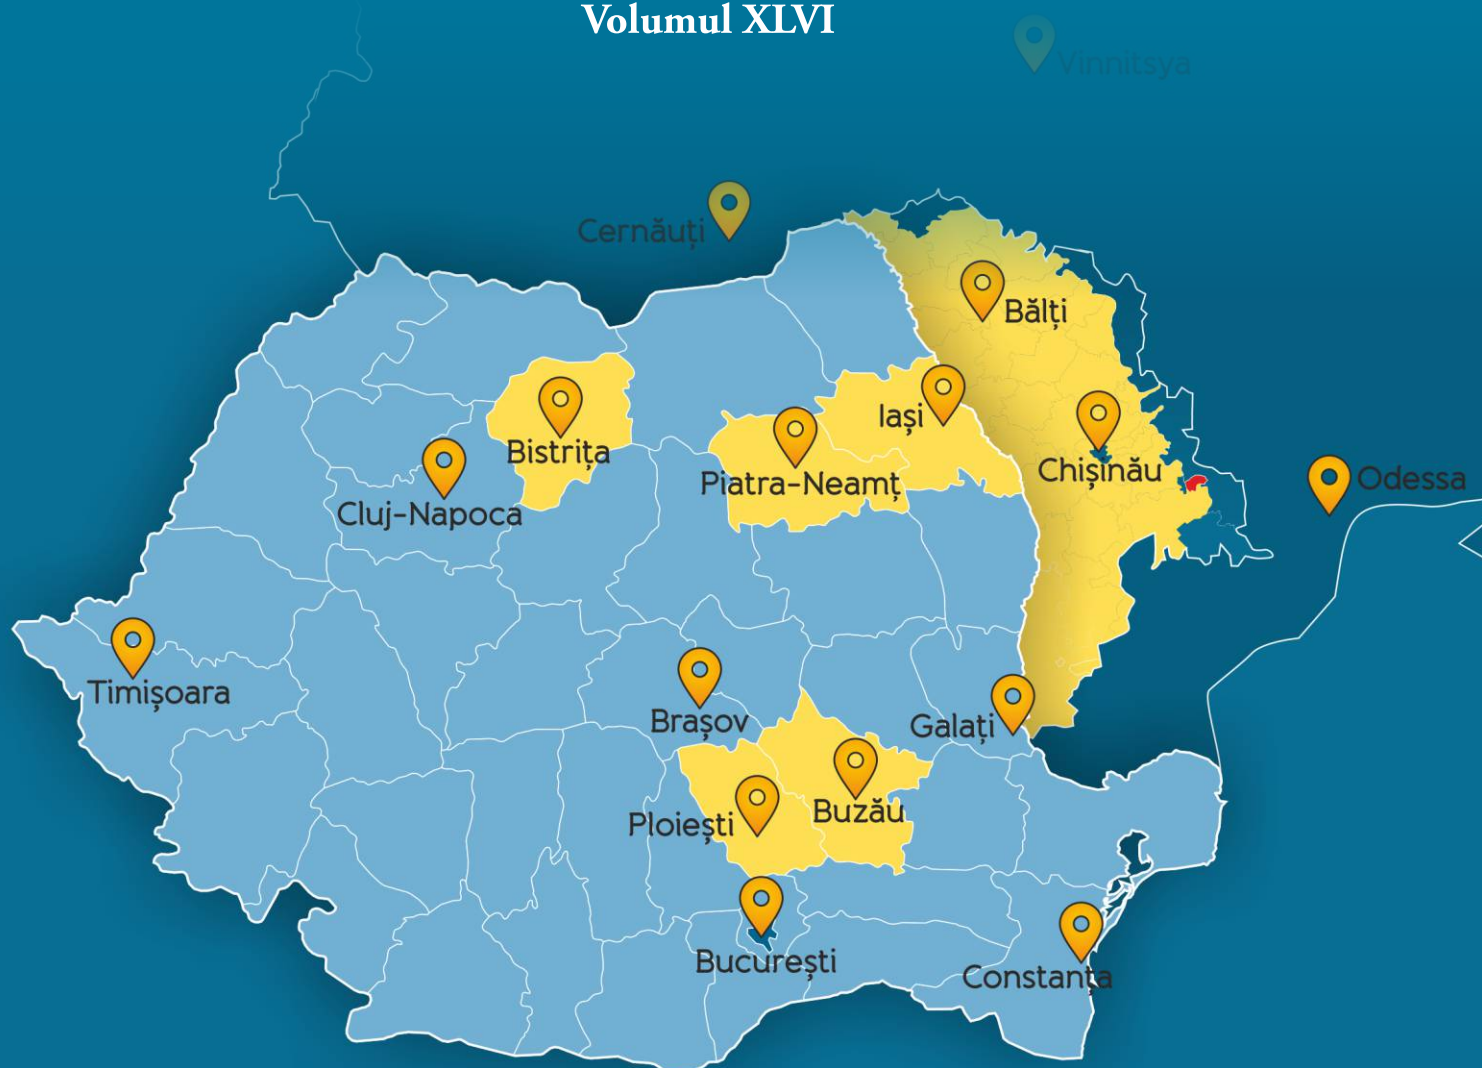 Volumul XLVI
Vinnitsya
Cernăuți
Bălți
Iași
Bistrița
Chișinău
Piatra-Neamț
Odessa
Cluj-Napoca
Timișoara
Brașov
Galați
Buzău
Ploiești
București
Constanța